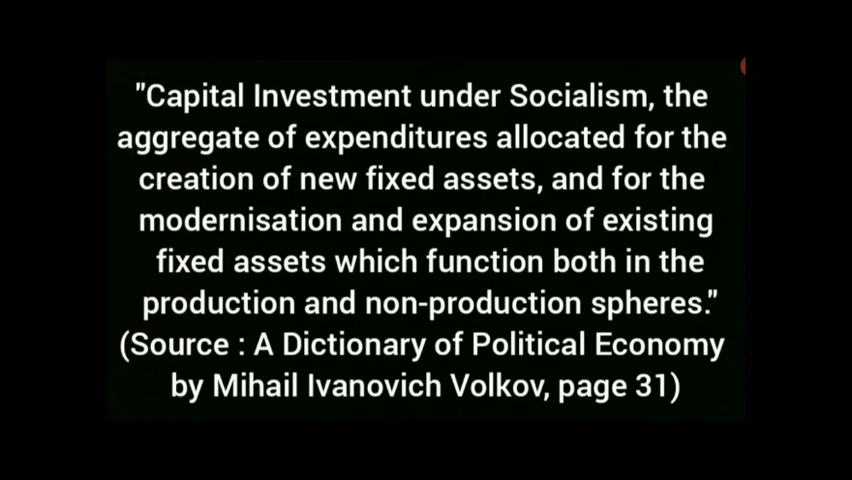 "Capital Investment under Socialism, the
aggregate of expenditures allocated for the
creation of new fixed assets, and for the
modernisation and expansion of existing
fixed assets which function both in the
production and non-production spheres."
(Source : A Dictionary of Political Economy
by Mihail Ivanovich Volkov, page 31)